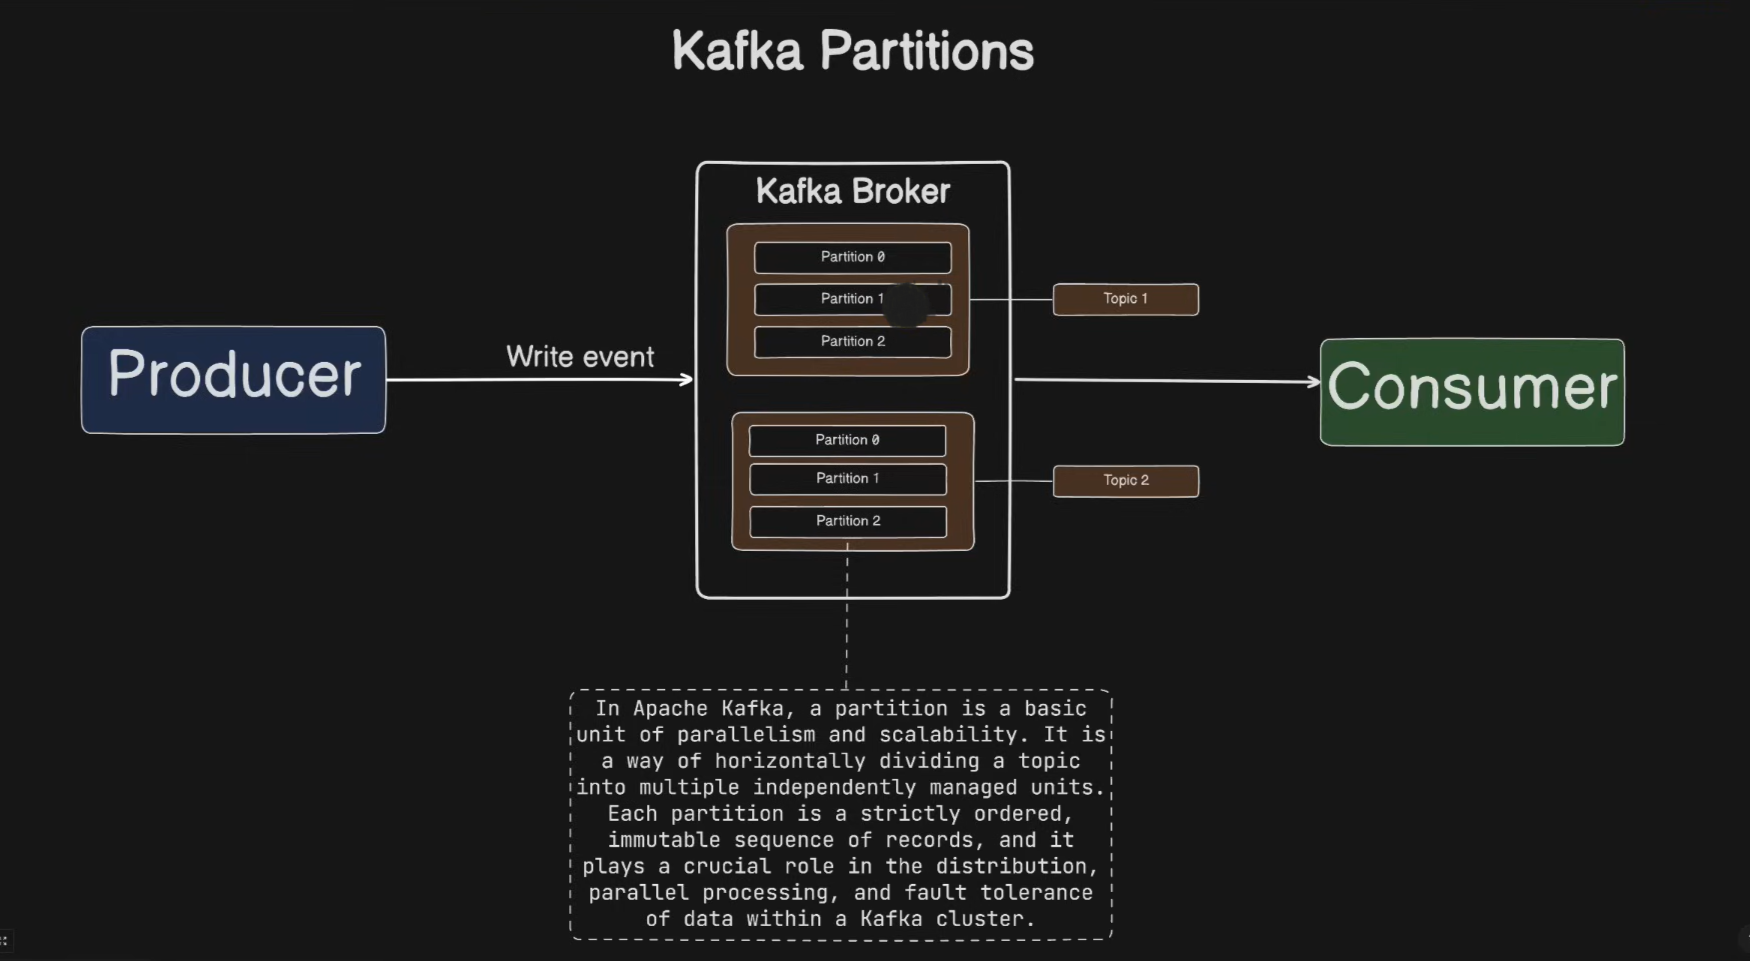 Kafka Partitions
Kafka Broker
Partition 0
Partition 1
Partition 2
Topic 1
Producer
Write event
Consumer
Partition 0
Partition 1
Partition 2
Topic 2
In Apache Kafka, a partition is a basic
unit of parallelism and scalability. It is
a way of horizontally dividing a topic
into multiple independently managed units.
Each partition is a strictly ordered,
immutable sequence of records, and it
plays a crucial role in the distribution,
parallel processing, and fault tolerance
of data within a Kafka cluster.